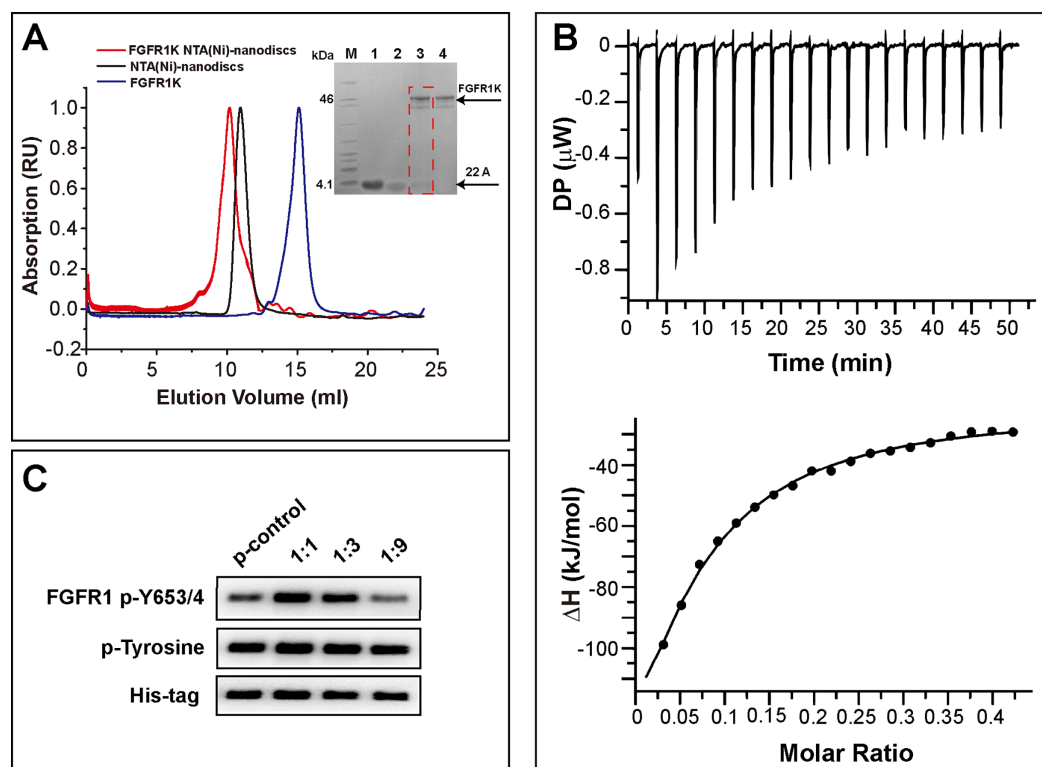 A
FGFR1K NTA(Ni)-nanodiscs
NTA(Ni)-nanodiscs
FGFR1K
kDa M 1 2 3 4
FGFR1K
46
22 A
4.1
1.0
0.8
0.6
0.4
0.2
0.0
-0.2
Absorption (RU)
0 5 10 15 20 25
Elution Volume (ml)
B
0
-0.2
-0.4
-0.6
-0.8
DP (μW)
0 5 10 15 20 25 30 35 40 45 50
Time (min)
-40
-60
-80
-100
ΔH (kJ/mol)
0 0.05 0.1 0.15 0.2 0.25 0.3 0.35 0.4
Molar Ratio
C
p-control 1:1 1:3 1:9
FGFR1 p-Y653/4
p-Tyrosine
His-tag